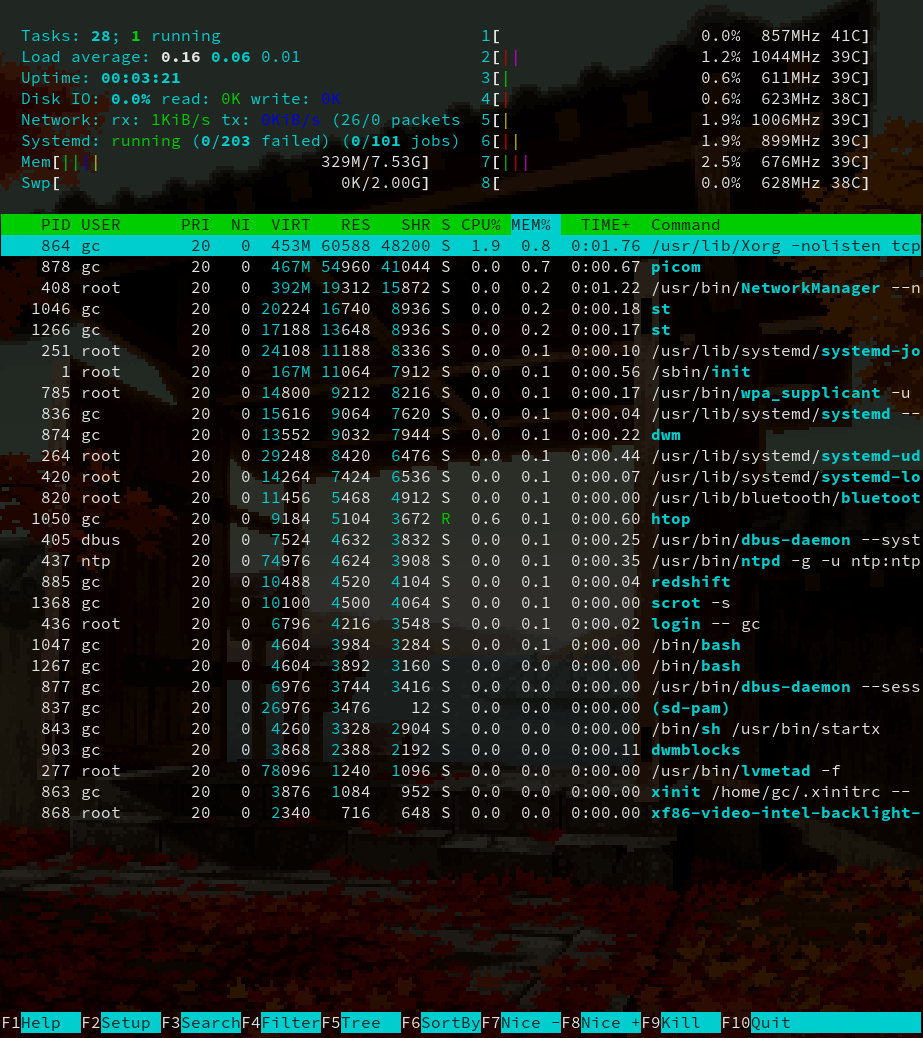 Tasks: 28; 1 running
Load average: 0.16 0.06 0.01
Uptime: 00:03:21
Disk IO: 0.0% read: 0K write: 0K
Network: rx: 1KiB/s tx: 0KiB/s (26/0 packets
Systemd: running (0/203 failed) (0/101 jobs)
Mem[|||| 329M/7.53G]
Swp[ 0K/2.00G]
1[ 0.0% 857MHz 41C]
2[|| 1.2% 1044MHz 39C]
3[| 0.6% 611MHz 39C]
4[| 0.6% 623MHz 38C]
5[| 1.9% 1006MHz 39C]
6[|| 1.9% 899MHz 39C]
7[||| 2.5% 676MHz 39C]
8[ 0.0% 628MHz 38C]
PID USER PRI NI VIRT RES SHR S CPU% MEM% TIME+ Command
864 gc 20 0 453M 60588 48200 S 1.9 0.8 0:01.76 /usr/lib/Xorg -nolisten tcp
878 gc 20 0 467M 54960 41044 S 0.0 0.7 0:00.67 picom
408 root 20 0 392M 19312 15872 S 0.0 0.2 0:01.22 /usr/bin/NetworkManager --n
1046 gc 20 0 20224 16740 8936 S 0.0 0.2 0:00.18 st
1266 gc 20 0 17188 13648 8936 S 0.0 0.2 0:00.17 st
251 root 20 0 24108 11188 8336 S 0.0 0.1 0:00.10 /usr/lib/systemd/systemd-jo
1 root 20 0 167M 11064 7912 S 0.0 0.1 0:00.56 /sbin/init
785 root 20 0 14800 9212 8216 S 0.0 0.1 0:00.17 /usr/bin/wpa_supplicant -u
836 gc 20 0 15616 9064 7620 S 0.0 0.1 0:00.04 /usr/lib/systemd/systemd --
874 gc 20 0 13552 9032 7944 S 0.0 0.1 0:00.22 dwm
264 root 20 0 29248 8420 6476 S 0.0 0.1 0:00.44 /usr/lib/systemd/systemd-ud
420 root 20 0 14264 7424 6536 S 0.0 0.1 0:00.07 /usr/lib/systemd/systemd-lo
820 root 20 0 11456 5468 4912 S 0.0 0.1 0:00.00 /usr/lib/bluetooth/bluetoot
1050 gc 20 0 9184 5104 3672 R 0.6 0.1 0:00.60 htop
405 dbus 20 0 7524 4632 3832 S 0.0 0.1 0:00.25 /usr/bin/dbus-daemon --syst
437 ntp 20 0 74976 4624 3908 S 0.0 0.1 0:00.35 /usr/bin/ntpd -g -u ntp:ntp
885 gc 20 0 10488 4520 4104 S 0.0 0.1 0:00.04 redshift
1368 gc 20 0 10100 4500 4064 S 0.0 0.1 0:00.00 scrot -s
436 root 20 0 6796 4216 3548 S 0.0 0.1 0:00.02 login -- gc
1047 gc 20 0 4604 3984 3284 S 0.0 0.1 0:00.00 /bin/bash
1267 gc 20 0 4604 3892 3160 S 0.0 0.0 0:00.00 /bin/bash
877 gc 20 0 6976 3744 3416 S 0.0 0.0 0:00.00 /usr/bin/dbus-daemon --sess
837 gc 20 0 26976 3476 12 S 0.0 0.0 0:00.00 (sd-pam)
843 gc 20 0 4260 3328 2904 S 0.0 0.0 0:00.00 /bin/sh /usr/bin/startx
903 gc 20 0 3868 2388 2192 S 0.0 0.0 0:00.11 dwmblocks
277 root 20 0 78096 1240 1096 S 0.0 0.0 0:00.00 /usr/bin/lvmetad -f
863 gc 20 0 3876 1084 952 S 0.0 0.0 0:00.00 xinit /home/gc/.xinitrc --
868 root 20 0 2340 716 648 S 0.0 0.0 0:00.00 xf86-video-intel-backlight-
F1Help F2Setup F3SearchF4FilterF5Tree F6SortByF7Nice -F8Nice +F9Kill F10Quit